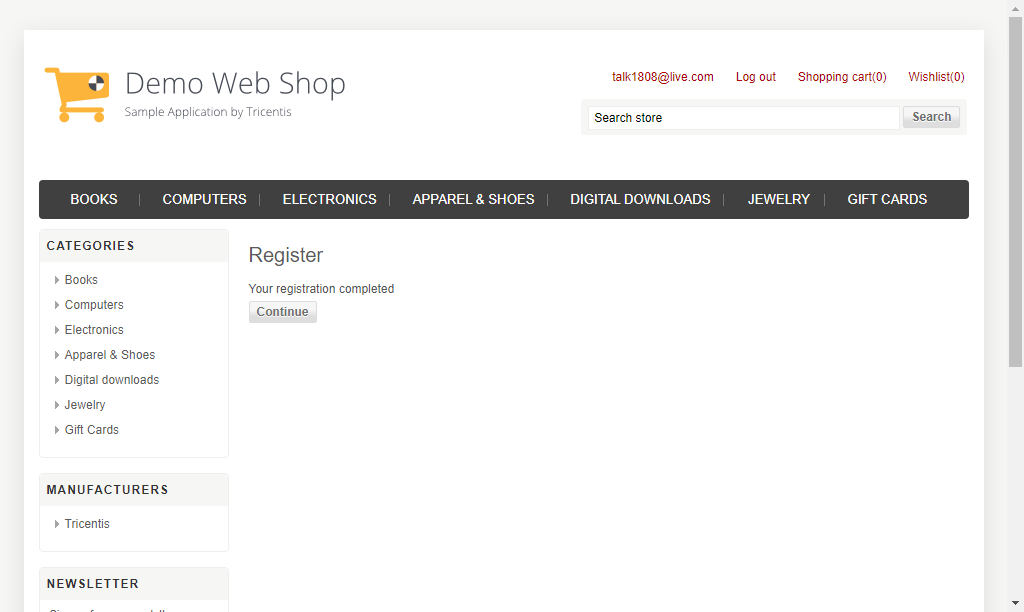 Demo Web Shop
Sample Application by Tricentis
talk1808@live.com Log out Shopping cart(0) Wishlist(0)
Search store Search
BOOKS COMPUTERS ELECTRONICS APPAREL & SHOES DIGITAL DOWNLOADS JEWELRY GIFT CARDS
CATEGORIES
Books
Computers
Electronics
Apparel & Shoes
Digital downloads
Jewelry
Gift Cards
MANUFACTURERS
Tricentis
NEWSLETTER
Register
Your registration completed
Continue